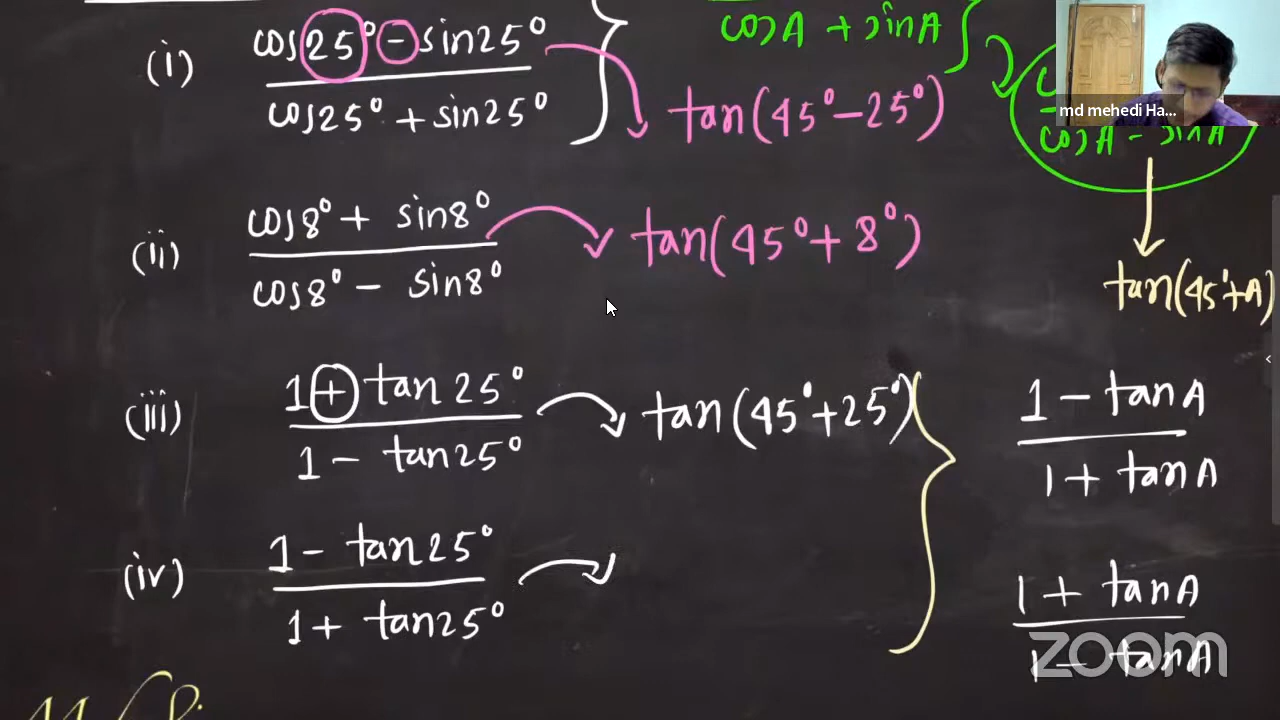 (i) cos25° - sin25° / cos25° + sin25°
tan(45° - 25°)
cosA + sinA
md mehedi Ha...
cosA - sinA
tan(45° + A)
(ii) cos8° + sin8° / cos8° - sin8°
tan(45° + 8°)
(iii) 1 + tan25° / 1 - tan25°
tan(45° + 25°)
1 - tanA / 1 + tanA
(iv) 1 - tan25° / 1 + tan25°
1 + tanA / 1 - tanA
zoom